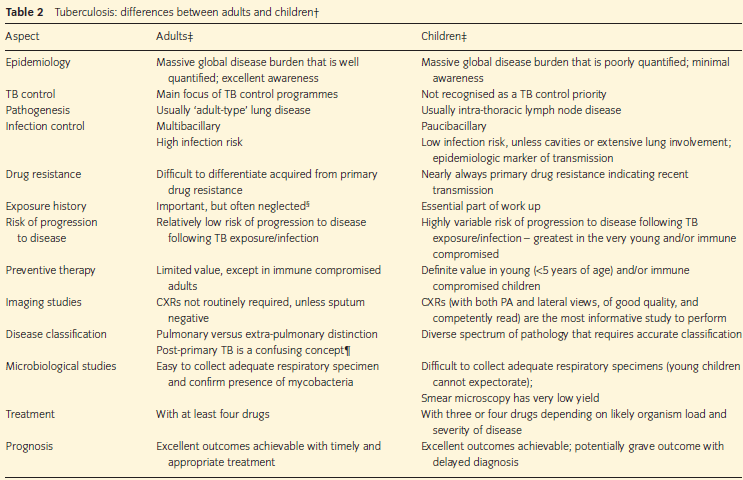 Table 2 Tuberculosis: differences between adults and children†
Aspect Adults‡ Children‡
Epidemiology Massive global disease burden that is well Massive global disease burden that is poorly quantified; minimal
quantified; excellent awareness awareness
TB control Main focus of TB control programmes Not recognised as a TB control priority
Pathogenesis Usually ‘adult-type’ lung disease Usually intra-thoracic lymph node disease
Infection control Multibacillary Paucibacillary
High infection risk Low infection risk, unless cavities or extensive lung involvement;
epidemiologic marker of transmission
Drug resistance Difficult to differentiate acquired from primary Nearly always primary drug resistance indicating recent
drug resistance transmission
Exposure history Important, but often neglected§ Essential part of work up
Risk of progression Relatively low risk of progression to disease Highly variable risk of progression to disease following TB
to disease following TB exposure/infection exposure/infection – greatest in the very young and/or immune
compromised
Preventive therapy Limited value, except in immune compromised Definite value in young (<5 years of age) and/or immune
adults compromised children
Imaging studies CXRs not routinely required, unless sputum CXRs (with both PA and lateral views, of good quality, and
negative competently read) are the most informative study to perform
Disease classification Pulmonary versus extra-pulmonary distinction Diverse spectrum of pathology that requires accurate classification
Post-primary TB is a confusing concept¶
Microbiological studies Easy to collect adequate respiratory specimen Difficult to collect adequate respiratory specimens (young children
and confirm presence of mycobacteria cannot expectorate);
Smear microscopy has very low yield
Treatment With at least four drugs With three or four drugs depending on likely organism load and
severity of disease
Prognosis Excellent outcomes achievable with timely and Excellent outcomes achievable; potentially grave outcome with
appropriate treatment delayed diagnosis